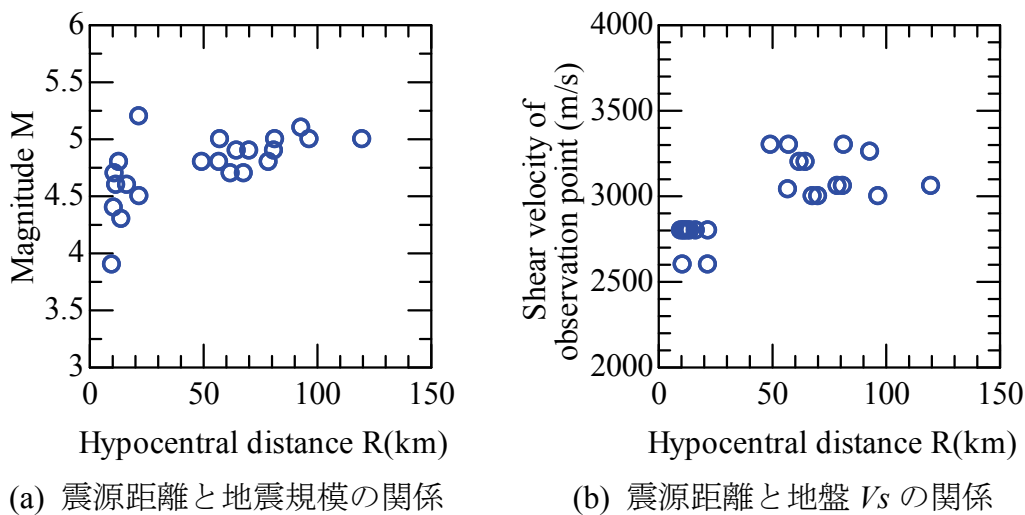 6
5.5
5
4.5
4
3.5
3
Magnitude M
0
50
100
150
Hypocentral distance R(km)
(a) 震源距離と地震規模の関係
4000
3500
3000
2500
2000
Shear velocity of
observation point (m/s)
0
50
100
150
Hypocentral distance R(km)
(b) 震源距離と地盤 Vs の関係